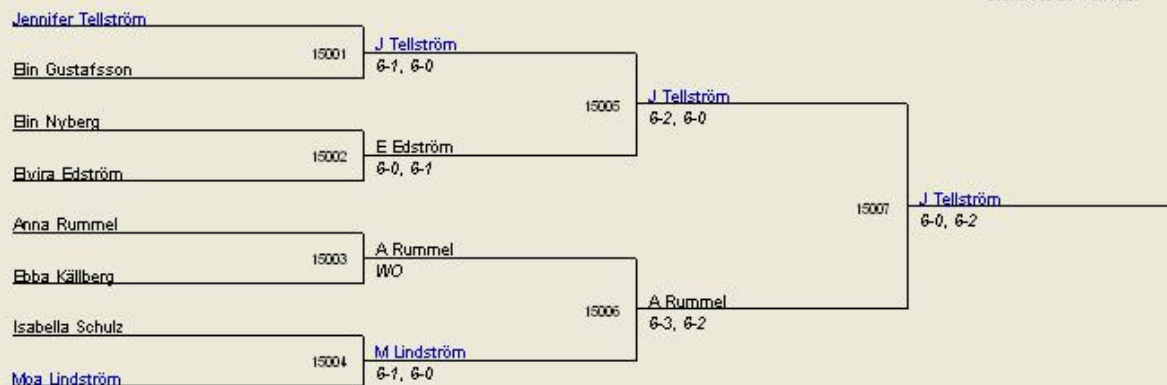 Jennifer Tellström
15001
J Tellström
6-1, 6-0
Elin Gustafsson
15005
J Tellström
6-2, 6-0
Elin Nyberg
15002
E Edström
6-0, 6-1
Elvira Edström
15007
J Tellström
6-0, 6-2
Anna Rummel
15003
A Rummel
WO
Ebba Källberg
15006
A Rummel
6-3, 6-2
Isabella Schulz
15004
M Lindström
6-1, 6-0
Moa Lindström